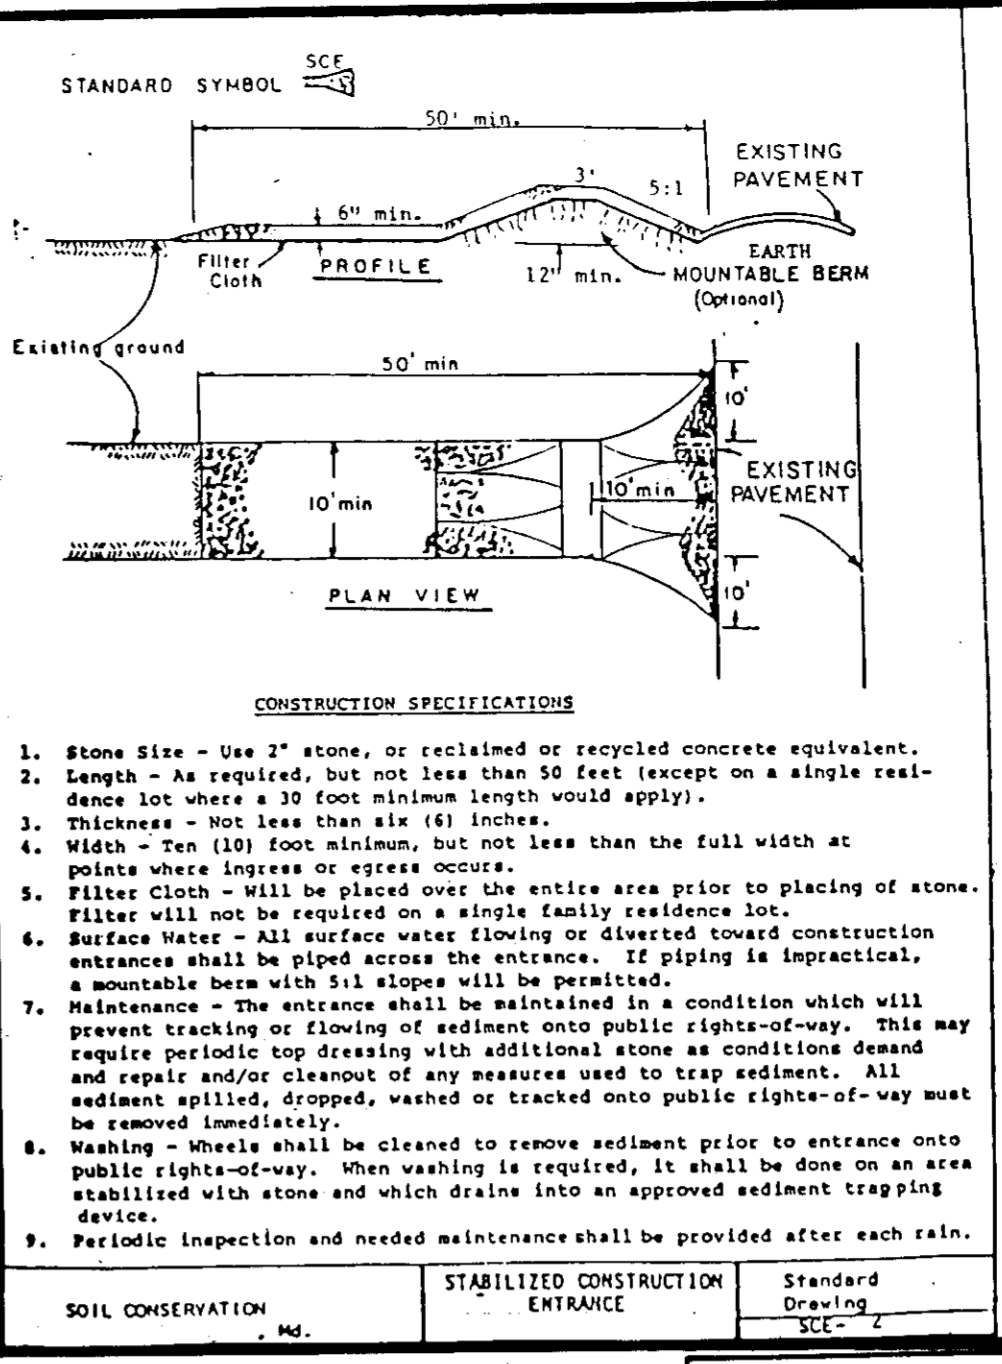 SCE
STANDARD SYMBOL
50' min.
EXISTING
PAVEMENT
3'
5:1
6" min.
Filter
Cloth
PROFILE
12" min.
EARTH
MOUNTABLE BERM
(Optional)
Existing ground
50' min
10'
10' min
10' min
EXISTING
PAVEMENT
10'
PLAN VIEW
CONSTRUCTION SPECIFICATIONS
1. Stone Size - Use 2" stone, or reclaimed or recycled concrete equivalent.
2. Length - As required, but not less than 50 feet (except on a single resi-
dence lot where a 30 foot minimum length would apply).
3. Thickness - Not less than six (6) inches.
4. Width - Ten (10) foot minimum, but not less than the full width at
points where ingress or egress occurs.
5. Filter Cloth - Will be placed over the entire area prior to placing of stone.
Filter will not be required on a single family residence lot.
6. Surface Water - All surface water flowing or diverted toward construction
entrances shall be piped across the entrance. If piping is impractical,
a mountable berm with 5:1 slopes will be permitted.
7. Maintenance - The entrance shall be maintained in a condition which will
prevent tracking or flowing of sediment onto public rights-of-way. This may
require periodic top dressing with additional stone as conditions demand
and repair and/or cleanout of any measures used to trap sediment. All
sediment spilled, dropped, washed or tracked onto public rights-of-way must
be removed immediately.
8. Washing - Wheels shall be cleaned to remove sediment prior to entrance onto
public rights-of-way. When washing is required, it shall be done on an area
stabilized with stone and which drains into an approved sediment trapping
device.
9. Periodic inspection and needed maintenance shall be provided after each rain.
SOIL CONSERVATION
Md.
STABILIZED CONSTRUCTION
ENTRANCE
Standard
Drawing
SCE- 2